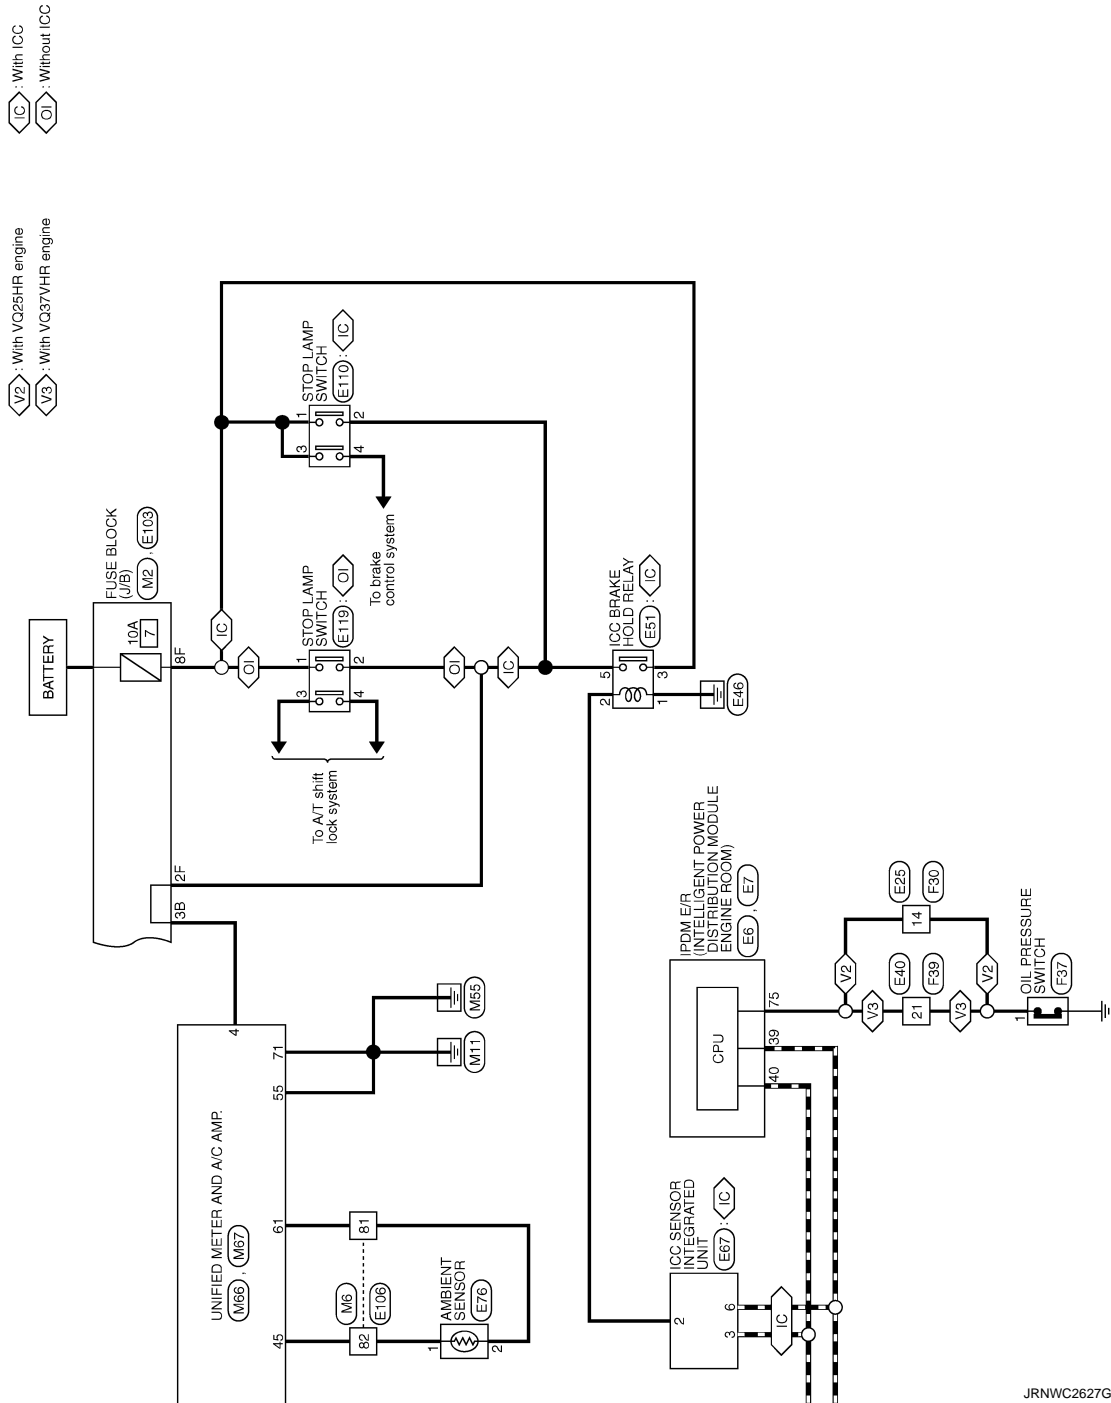 IC : With ICC
OI : Without ICC
V2 : With VQ25HR engine
V3 : With VQ37VHR engine
BATTERY
FUSE BLOCK
(J/B)
M2 , E103
10A
7
8F
2F
3B
IC
OI
STOP LAMP
SWITCH
E110 : IC
1
3
2
4
To brake
control system
STOP LAMP
SWITCH
E119 : OI
1
3
2
4
To A/T shift
lock system
OI
IC
ICC BRAKE
HOLD RELAY
E51 : IC
5
2
3
1
E46
UNIFIED METER AND A/C AMP.
M66 , M67
4
71
55
61
45
M55
M11
81
82
M6
E106
AMBIENT
SENSOR
E76
1
2
IPDM E/R
(INTELLIGENT POWER
DISTRIBUTION MODULE
ENGINE ROOM)
E6 , E7
CPU
75
39
40
V2
V3
E25
14
F30
E40
21
F39
V2
V3
OIL PRESSURE
SWITCH
F37
1
ICC SENSOR
INTEGRATED
UNIT
E67 : IC
2
6
3
IC
JRNWC2627G